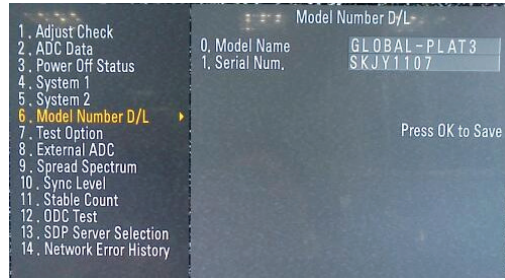 1. Adjust Check
2. ADC Data
3. Power Off Status
4. System 1
5. System 2
6. Model Number D/L
7. Test Option
8. External ADC
9. Spread Spectrum
10. Sync Level
11. Stable Count
12. ODC Test
13. SDP Server Selection
14. Network Error History
Model Number D/L
0. Model Name GLOBAL-PLAT3
1. Serial Num. SKJY1107
Press OK to Save